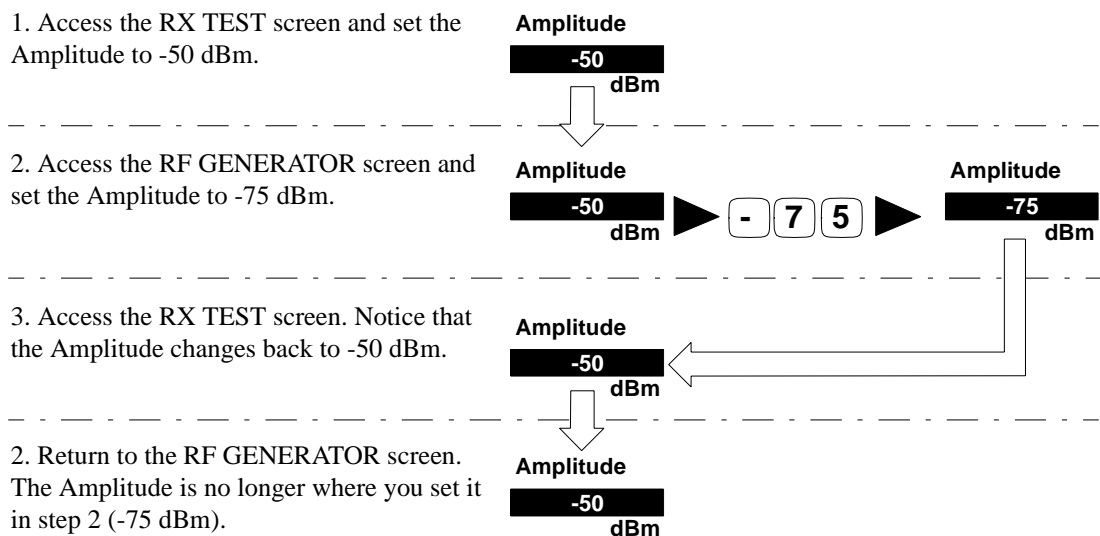 1. Access the RX TEST screen and set the
Amplitude to -50 dBm.
Amplitude
-50
dBm
2. Access the RF GENERATOR screen and
set the Amplitude to -75 dBm.
Amplitude
-50
dBm
- 7 5
Amplitude
-75
dBm
3. Access the RX TEST screen. Notice that
the Amplitude changes back to -50 dBm.
Amplitude
-50
dBm
2. Return to the RF GENERATOR screen.
The Amplitude is no longer where you set it
in step 2 (-75 dBm).
Amplitude
-50
dBm